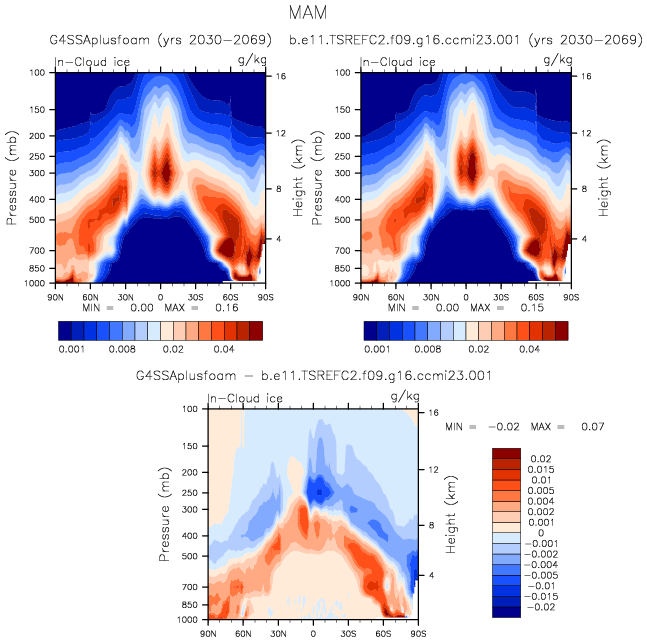 MAM
G4SSAplusfoam (yrs 2030-2069) b.e11.TSREFC2.f09.g16.ccmi23.001 (yrs 2030-2069)
n-Cloud ice g/kg n-Cloud ice g/kg
100 16 100 16
150 150
200 12 200 12
250 250
300 300
8 8
400 400
500 500
4 4
700 700
850 850
1000 1000
Pressure (mb) Height (km) Pressure (mb) Height (km)
90N 60N 30N 0 30S 60S 90S 90N 60N 30N 0 30S 60S 90S
MIN = 0.00 MAX = 0.16 MIN = 0.00 MAX = 0.15
0.001 0.008 0.02 0.04 0.001 0.008 0.02 0.04
G4SSAplusfoam - b.e11.TSREFC2.f09.g16.ccmi23.001
n-Cloud ice g/kg
100 16
150
200 12
250
300
8
400
500
4
700
850
1000
Pressure (mb) Height (km)
90N 60N 30N 0 30S 60S 90S
MIN = -0.02 MAX = 0.07
0.02
0.015
0.01
0.005
0.004
0.002
0.001
0
-0.001
-0.002
-0.004
-0.005
-0.01
-0.015
-0.02